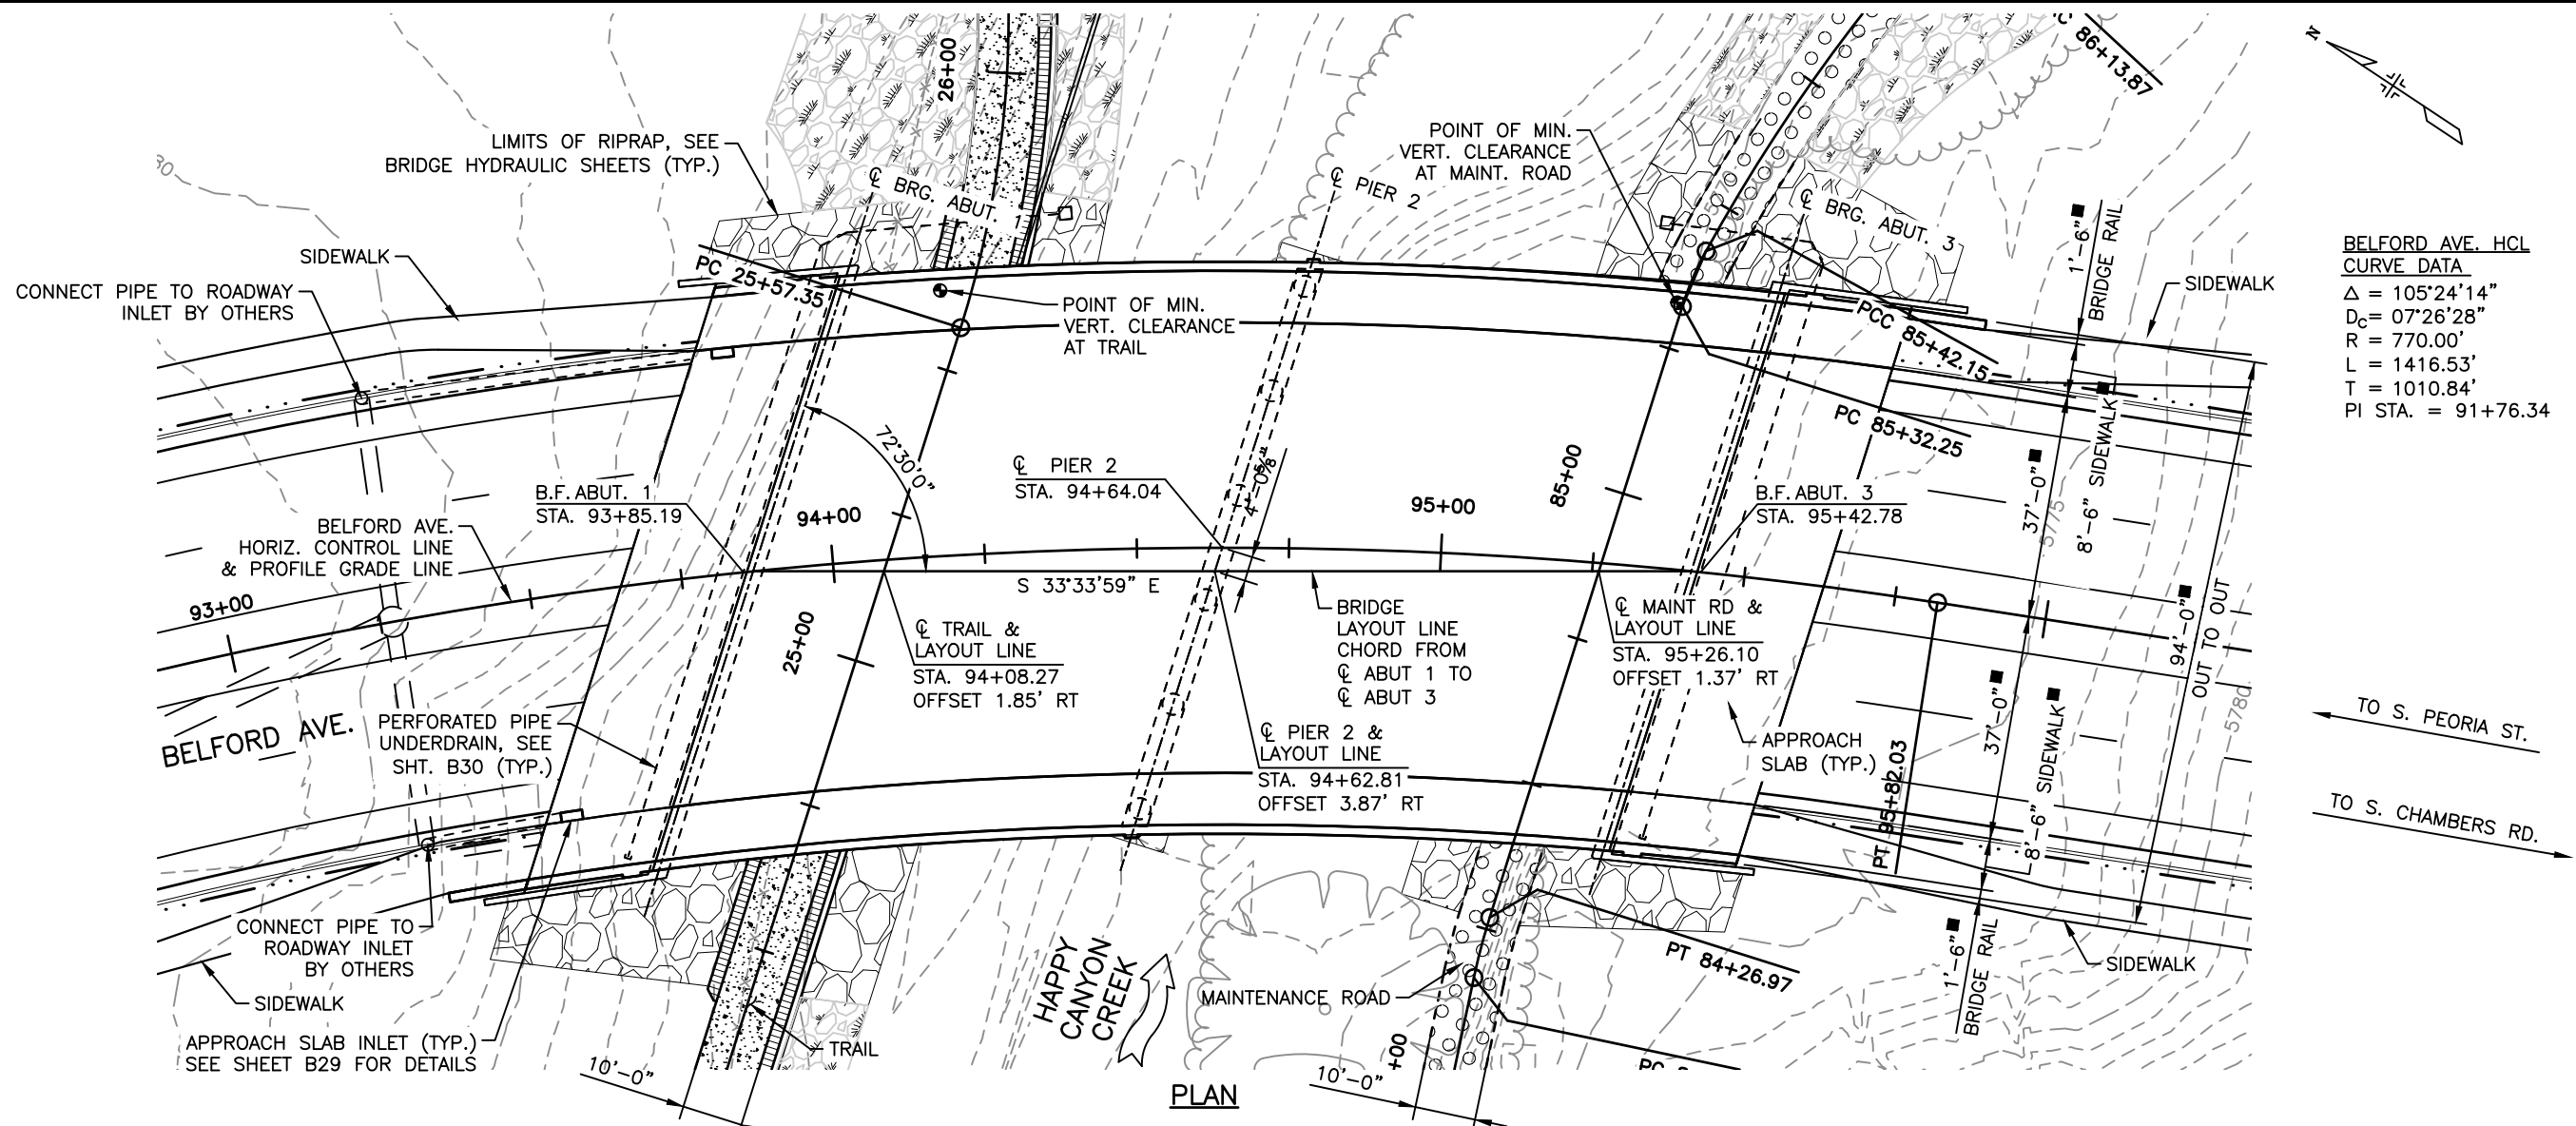 26+00
PC 86+13.87
N
LIMITS OF RIPRAP, SEE
BRIDGE HYDRAULIC SHEETS (TYP.)
POINT OF MIN.
VERT. CLEARANCE
AT MAINT. ROAD
℄ BRG. ABUT. 1
℄ PIER 2
5770
℄ BRG. ABUT. 3
1'-6"■
BRIDGE RAIL
SIDEWALK
SIDEWALK
BELFORD AVE. HCL
CURVE DATA
Δ = 105°24'14"
Dc= 07°26'28"
R = 770.00'
L = 1416.53'
T = 1010.84'
PI STA. = 91+76.34
CONNECT PIPE TO ROADWAY
INLET BY OTHERS
PC 25+57.35
POINT OF MIN.
VERT. CLEARANCE
AT TRAIL
PCC 85+42.15
PC 85+32.25
72°30'0"
℄ PIER 2
STA. 94+64.04
4'-0⅝"
85+00
95+00
94+00
B.F. ABUT. 1
STA. 93+85.19
B.F. ABUT. 3
STA. 95+42.78
37'-0"■
5775
8'-6" SIDEWALK■
BELFORD AVE.
HORIZ. CONTROL LINE
& PROFILE GRADE LINE
93+00
S 33°33'59" E
25+00
℄ TRAIL &
LAYOUT LINE
STA. 94+08.27
OFFSET 1.85' RT
BRIDGE
LAYOUT LINE
CHORD FROM
℄ ABUT 1 TO
℄ ABUT 3
℄ MAINT RD &
LAYOUT LINE
STA. 95+26.10
OFFSET 1.37' RT
94'-0"■
OUT TO OUT
5780
BELFORD AVE.
PERFORATED PIPE
UNDERDRAIN, SEE
SHT. B30 (TYP.)
℄ PIER 2 &
LAYOUT LINE
STA. 94+62.81
OFFSET 3.87' RT
APPROACH
SLAB (TYP.)
PT 95+82.03
37'-0"■
8'-6" SIDEWALK■
TO S. PEORIA ST.
TO S. CHAMBERS RD.
CONNECT PIPE TO
ROADWAY INLET
BY OTHERS
SIDEWALK
APPROACH SLAB INLET (TYP.)
SEE SHEET B29 FOR DETAILS
TRAIL
10'-0"
HAPPY
CANYON
CREEK
MAINTENANCE ROAD
PT 84+26.97
1'-6"■
BRIDGE RAIL
SIDEWALK
10'-0"
+00
PLAN